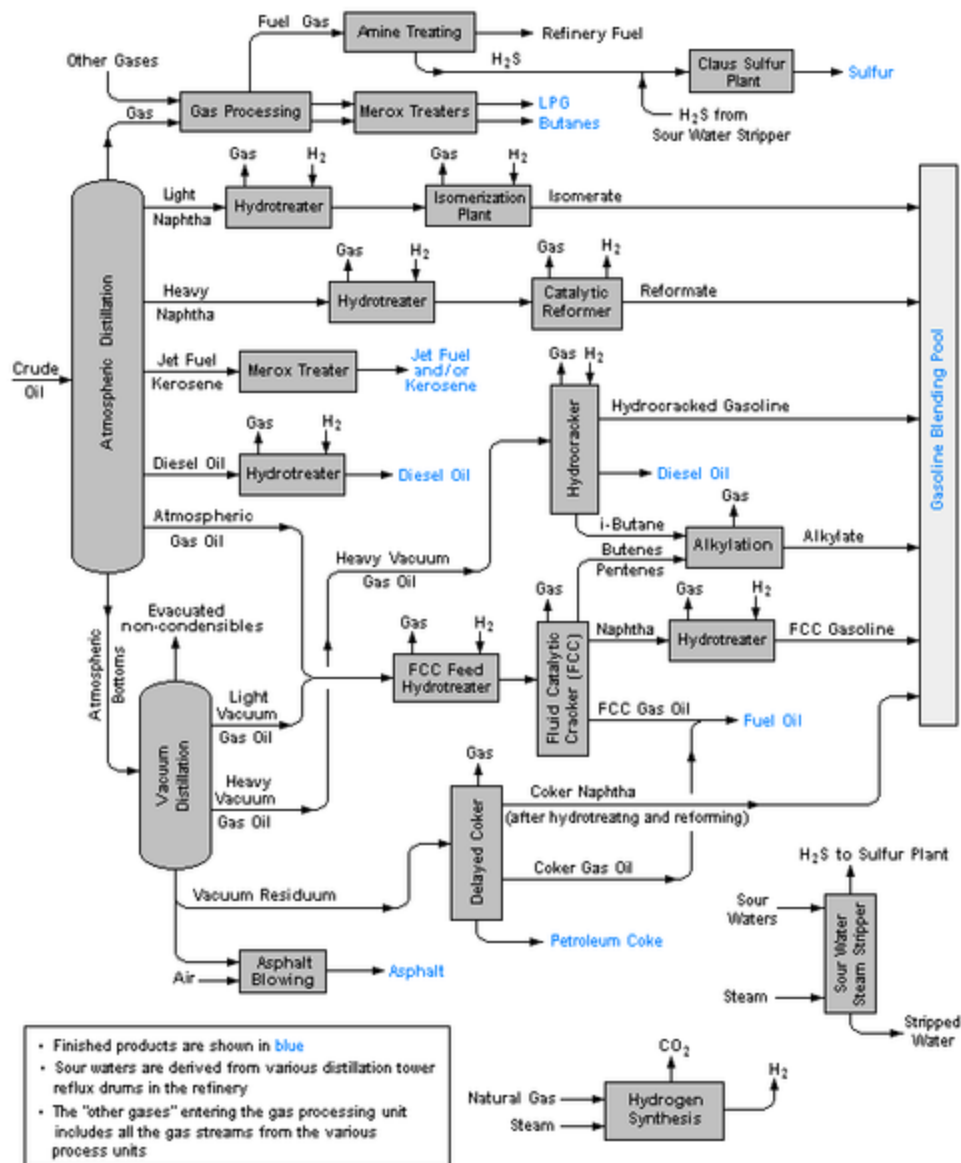 Fuel Gas
Amine Treating
Refinery Fuel
Other Gases
H₂S
Claus Sulfur
Plant
Sulfur
Gas
Gas Processing
Merox Treaters
LPG
Butanes
H₂S from
Sour Water Stripper
Gas
H₂
Gas
H₂
Light
Naphtha
Hydrotreater
Isomerization
Plant
Isomerate
Gas
H₂
Gas
H₂
Heavy
Naphtha
Hydrotreater
Catalytic
Reformer
Reformate
Crude
Oil
Atmospheric Distillation
Jet Fuel
Kerosene
Merox Treater
Jet Fuel
and/or
Kerosene
Gas
H₂
Hydrocracker
Hydrocracked Gasoline
Gasoline Blending Pool
Gas
H₂
Diesel Oil
Hydrotreater
Diesel Oil
Diesel Oil
Atmospheric
Gas Oil
i-Butane
Gas
Butenes
Pentenes
Alkylation
Alkylate
Heavy Vacuum
Gas Oil
Atmospheric
Bottoms
Evacuated
non-condensibles
Gas
H₂
FCC Feed
Hydrotreater
Gas
Fluid Catalytic
Cracker (FCC)
Naphtha
Gas
H₂
Hydrotreater
FCC Gasoline
Light
Vacuum
Gas Oil
FCC Gas Oil
Fuel Oil
Vacuum
Distillation
Heavy
Vacuum
Gas Oil
Gas
Delayed Coker
Coker Naphtha
(after hydrotreatng and reforming)
Coker Gas Oil
Vacuum Residuum
Petroleum Coke
Air
Asphalt
Blowing
Asphalt
H₂S to Sulfur Plant
Sour
Waters
Sour Water
Steam Stripper
Steam
Stripped
Water
• Finished products are shown in blue
• Sour waters are derived from various distillation tower
reflux drums in the refinery
• The "other gases" entering the gas processing unit
includes all the gas streams from the various
process units
CO₂
H₂
Natural Gas
Steam
Hydrogen
Synthesis